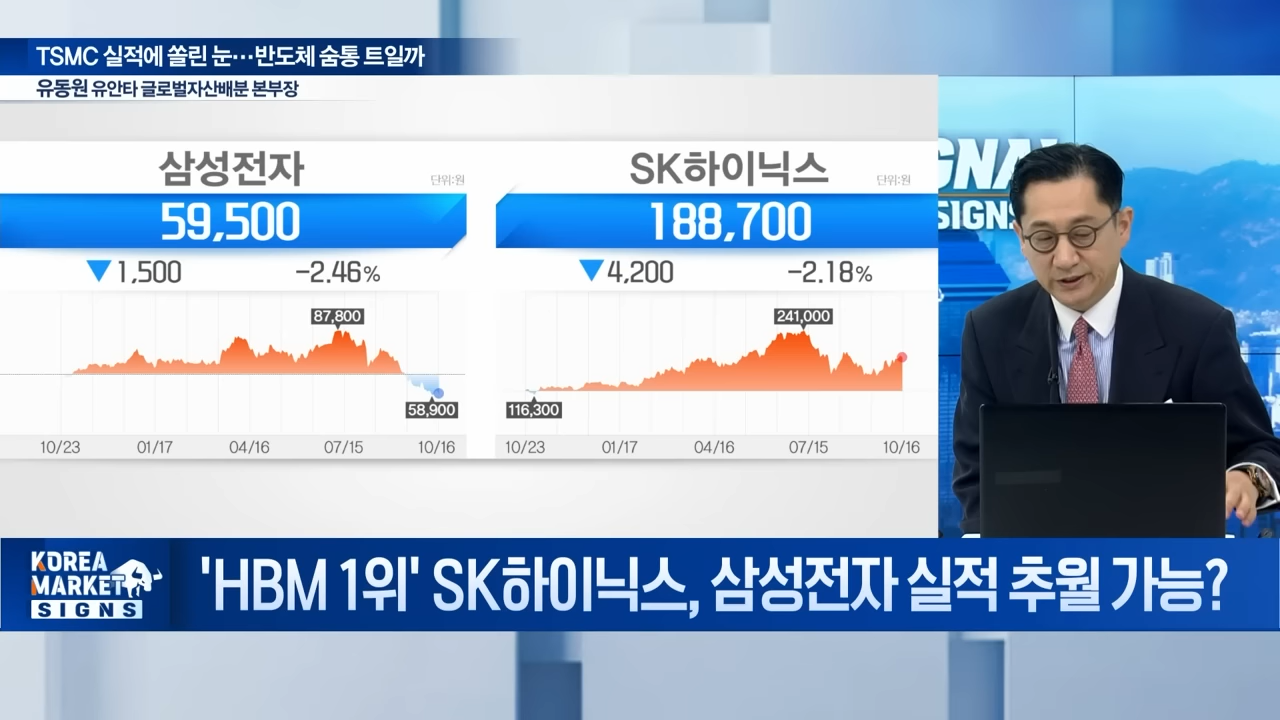 TSMC 실적에 쏠린 눈…반도체 숨통 트일까
유동원 유안타 글로벌자산배분 본부장
삼성전자
단위:원
59,500
▼1,500 -2.46%
87,800
58,900
10/23 01/17 04/16 07/15 10/16
SK하이닉스
단위:원
188,700
▼4,200 -2.18%
241,000
116,300
10/23 01/17 04/16 07/15 10/16
SIGNS
KOREA
MARKET
SIGNS
'HBM 1위' SK하이닉스, 삼성전자 실적 추월 가능?